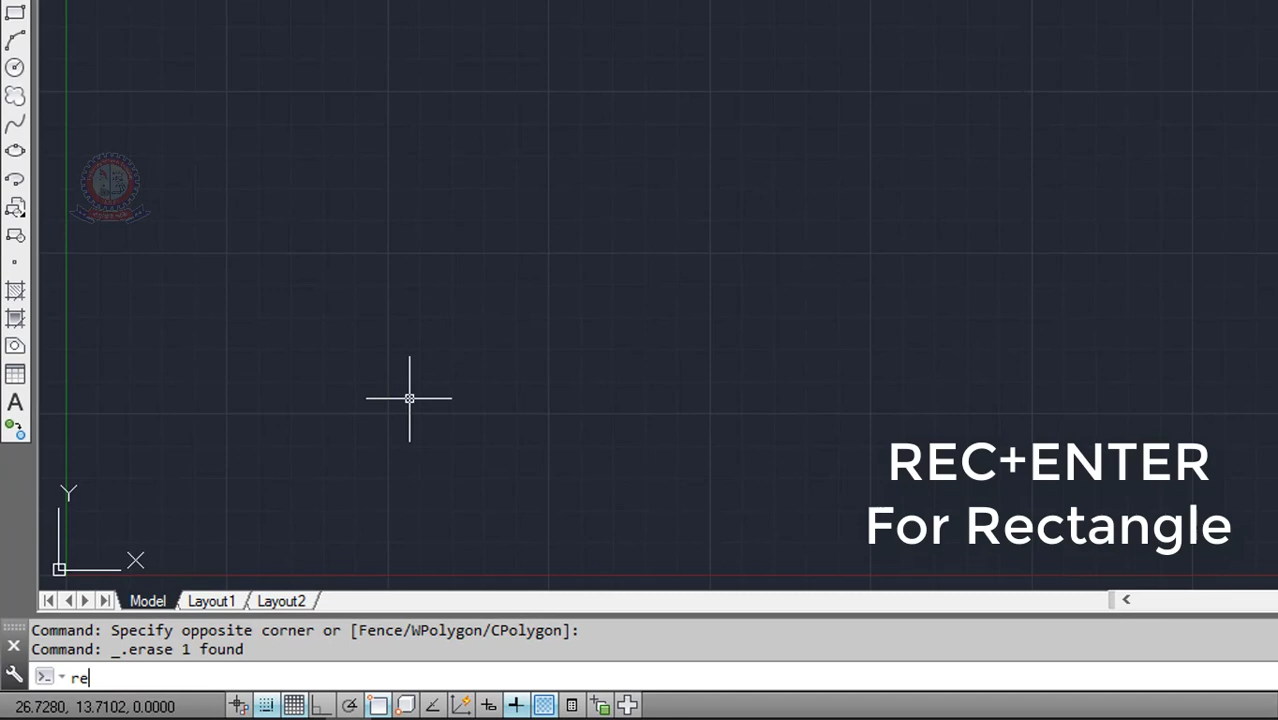 A
REC+ENTER
For Rectangle
Y
X
Model Layout1 Layout2
Command: Specify opposite corner or [Fence/WPolygon/CPolygon]:
Command: _.erase 1 found
re
26.7280, 13.7102, 0.0000